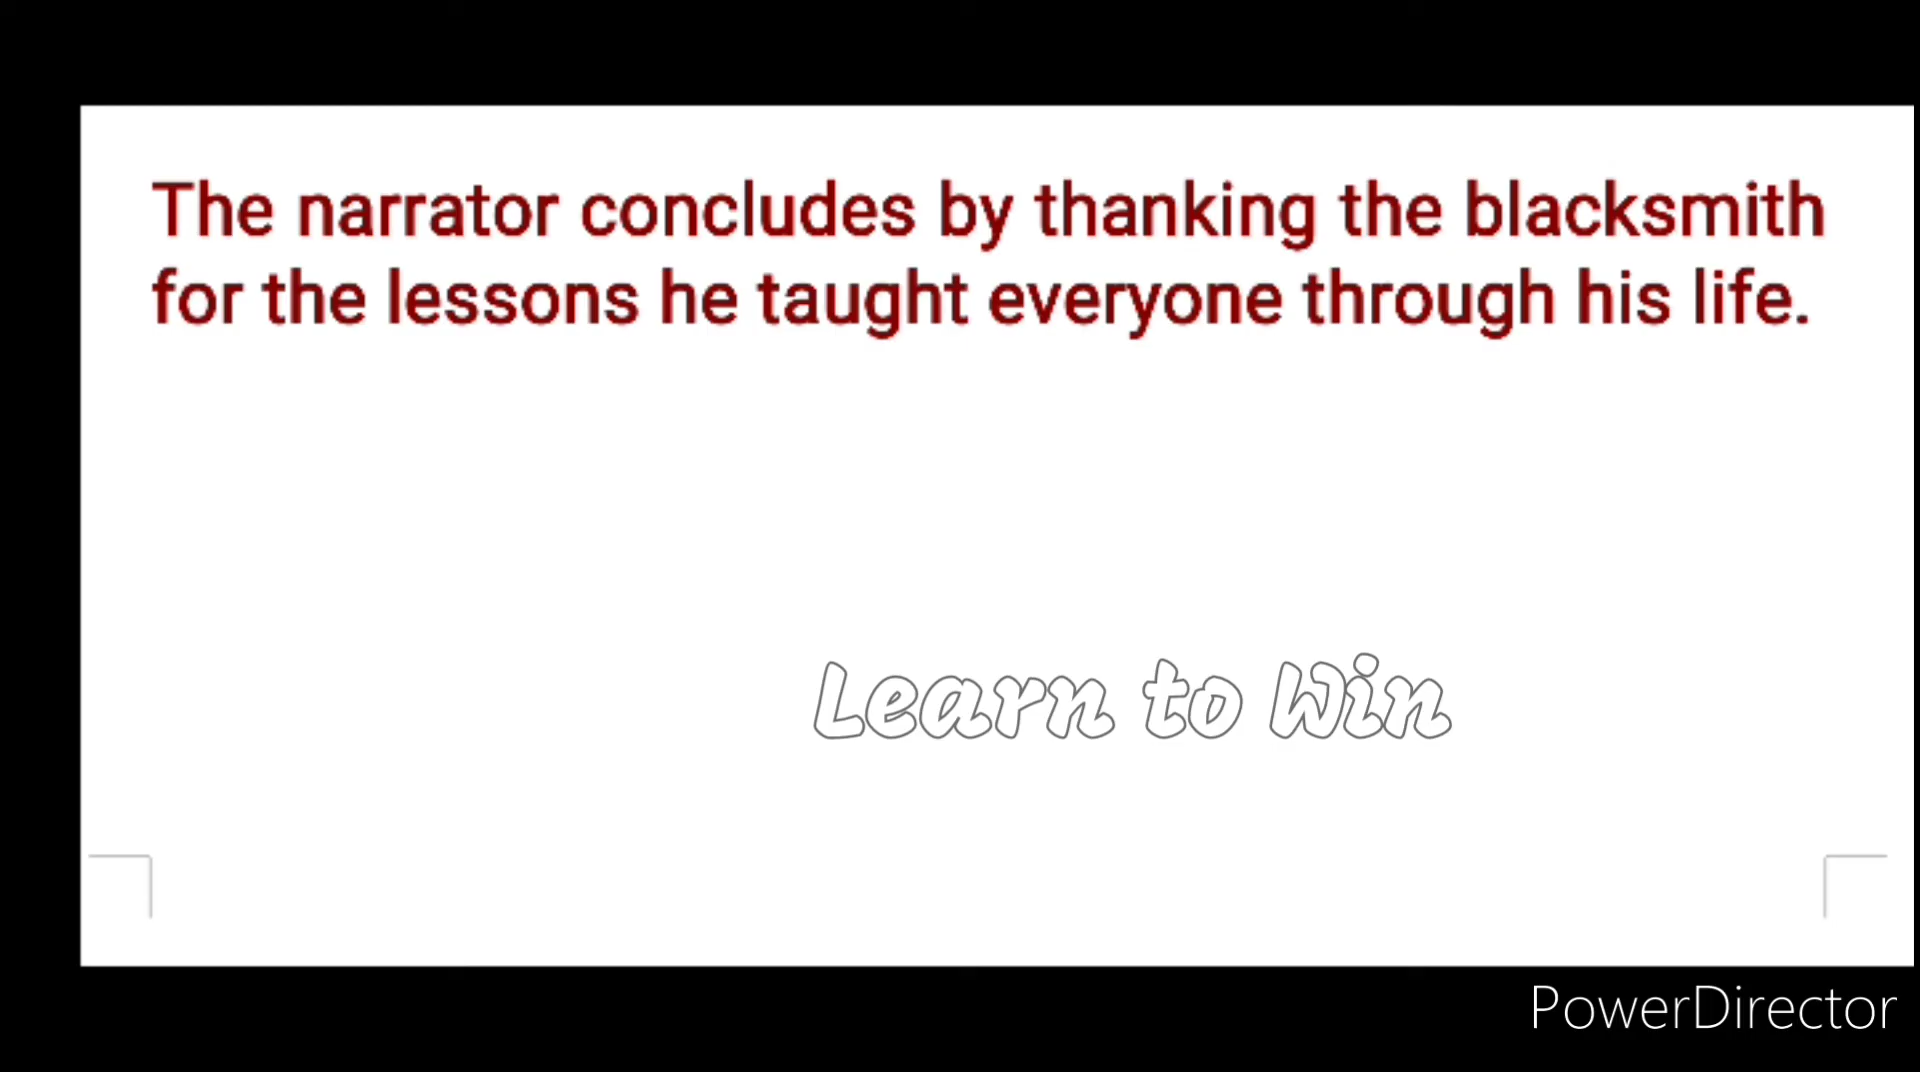 The narrator concludes by thanking the blacksmith
for the lessons he taught everyone through his life.
Learn to Win
PowerDirector